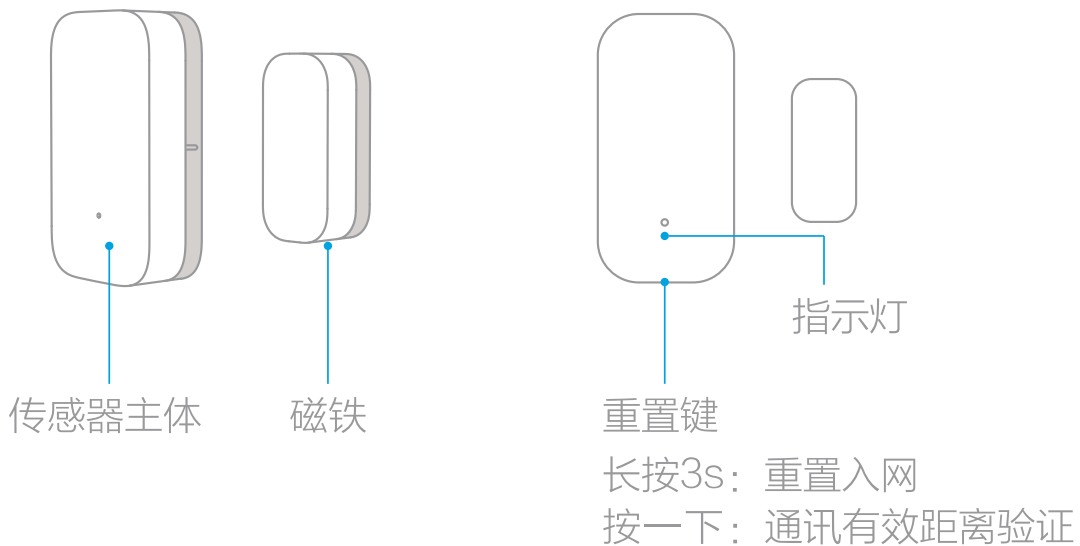 指示灯
传感器主体
磁铁
重置键
长按3s：重置入网
按一下：通讯有效距离验证